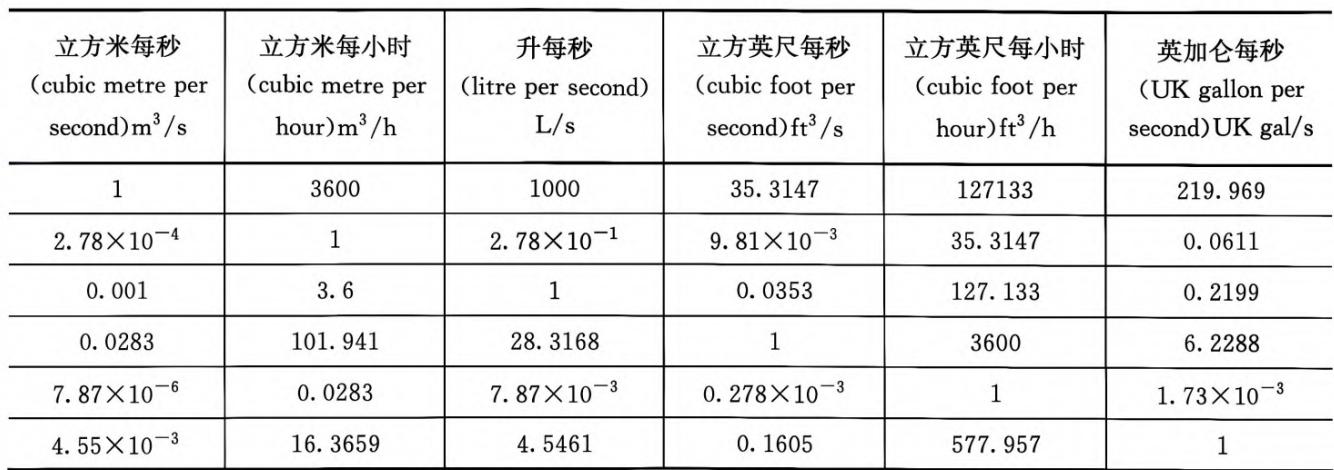 立方米每秒 立方米每小时 升每秒 立方英尺每秒 立方英尺每小时 英加仑每秒
(cubic metre per (cubic metre per (litre per second) (cubic foot per (cubic foot per (UK gallon per
second)m³/s hour)m³/h L/s second)ft³/s hour)ft³/h second)UK gal/s
1 3600 1000 35.3147 127133 219.969
2.78×10⁻⁴ 1 2.78×10⁻¹ 9.81×10⁻³ 35.3147 0.0611
0.001 3.6 1 0.0353 127.133 0.2199
0.0283 101.941 28.3168 1 3600 6.2288
7.87×10⁻⁶ 0.0283 7.87×10⁻³ 0.278×10⁻³ 1 1.73×10⁻³
4.55×10⁻³ 16.3659 4.5461 0.1605 577.957 1